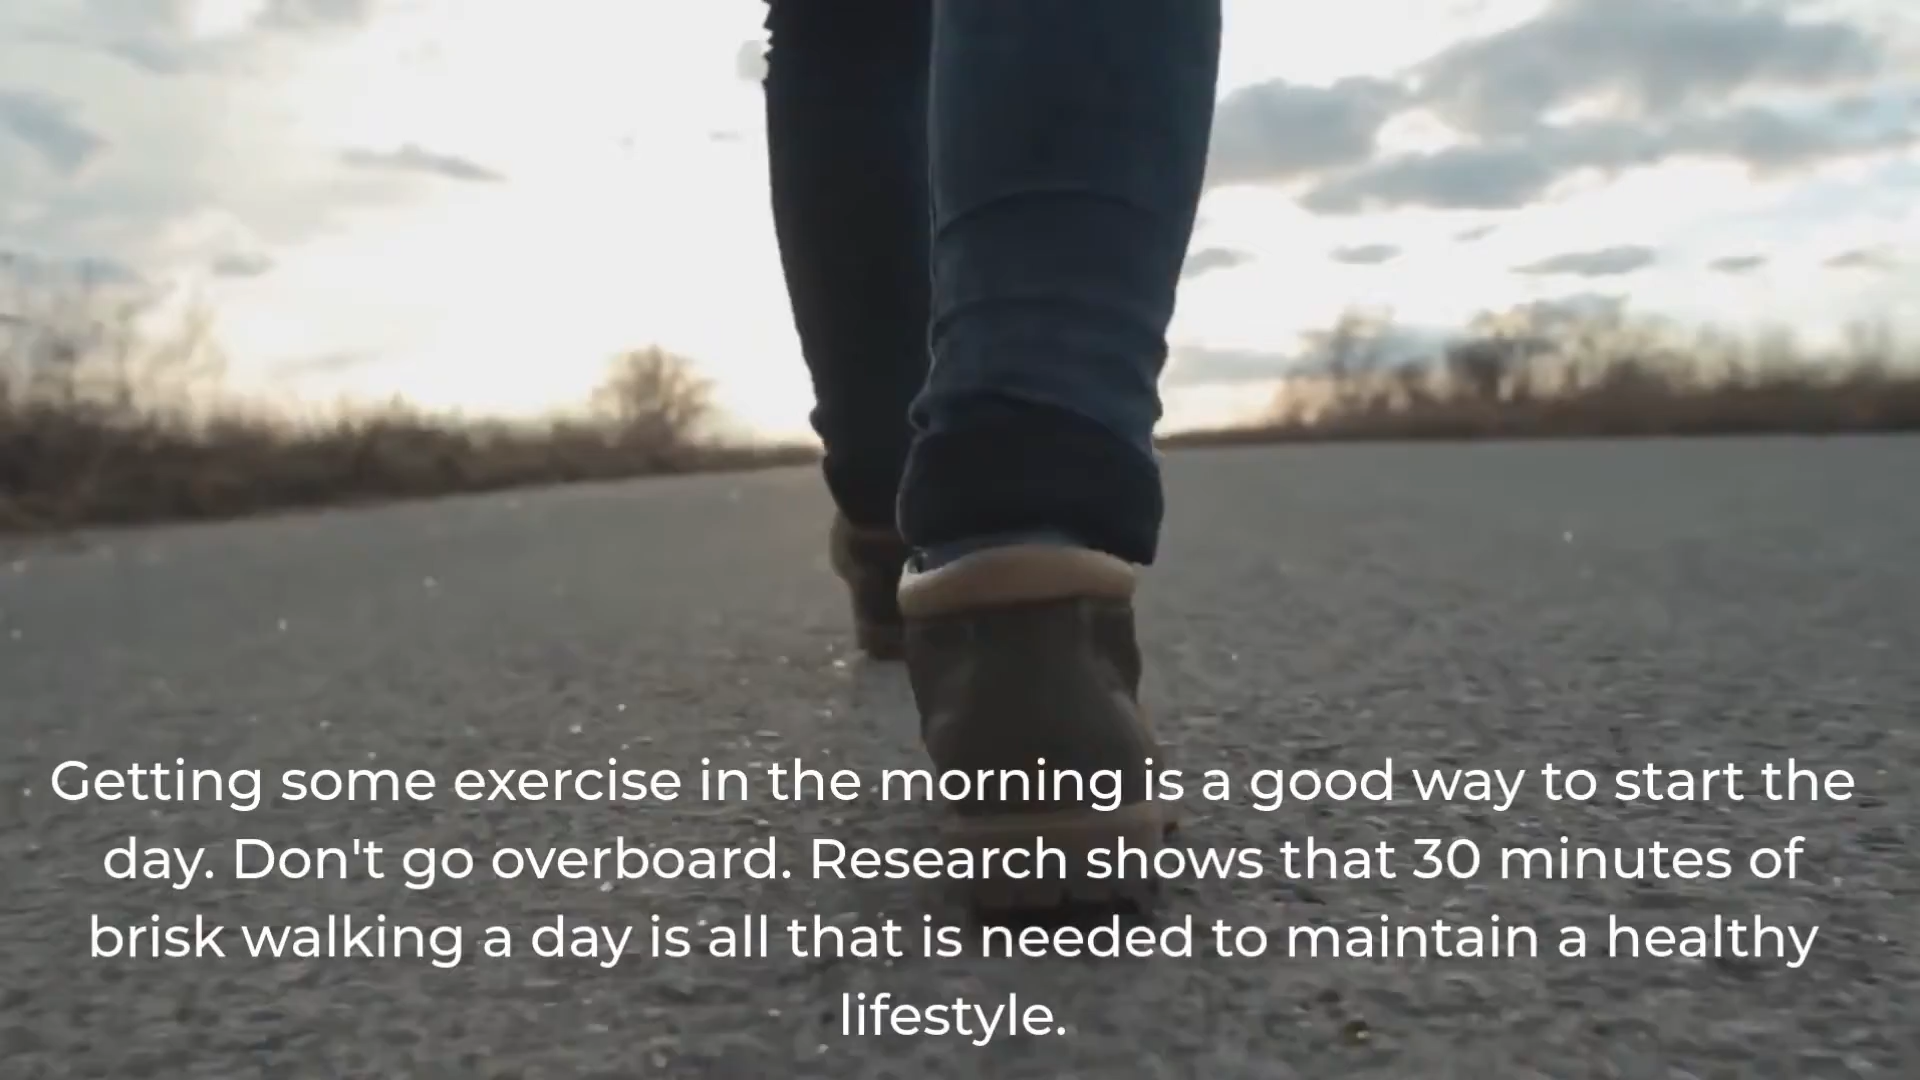 Getting some exercise in the morning is a good way to start the
day. Don't go overboard. Research shows that 30 minutes of
brisk walking a day is all that is needed to maintain a healthy
lifestyle.